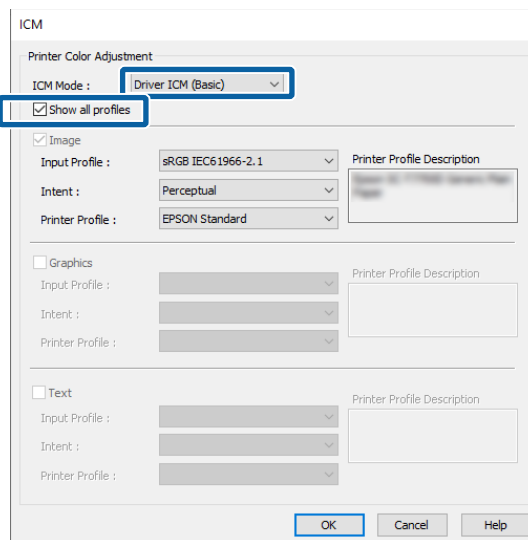 ICM
Printer Color Adjustment
ICM Mode : Driver ICM (Basic)
Show all profiles
Image
Input Profile : sRGB IEC61966-2.1 Printer Profile Description
Intent : Perceptual
Printer Profile : EPSON Standard
Graphics
Input Profile : Printer Profile Description
Intent :
Printer Profile :
Text
Input Profile : Printer Profile Description
Intent :
Printer Profile :
OK Cancel Help